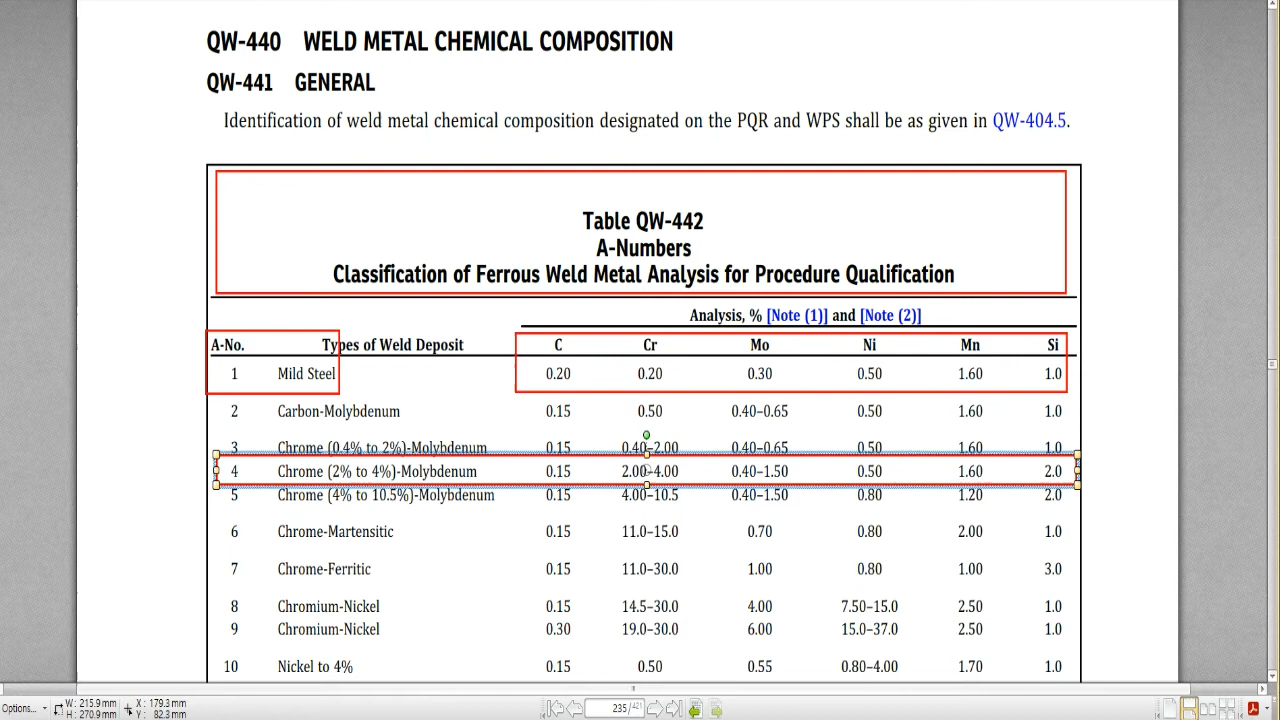 QW-440 WELD METAL CHEMICAL COMPOSITION
QW-441 GENERAL
Identification of weld metal chemical composition designated on the PQR and WPS shall be as given in QW-404.5.
Table QW-442
A-Numbers
Classification of Ferrous Weld Metal Analysis for Procedure Qualification
Analysis, % [Note (1)] and [Note (2)]
A-No. Types of Weld Deposit C Cr Mo Ni Mn Si
1 Mild Steel 0.20 0.20 0.30 0.50 1.60 1.0
2 Carbon-Molybdenum 0.15 0.50 0.40–0.65 0.50 1.60 1.0
3 Chrome (0.4% to 2%)-Molybdenum 0.15 0.40–2.00 0.40–0.65 0.50 1.60 1.0
4 Chrome (2% to 4%)-Molybdenum 0.15 2.00–4.00 0.40–1.50 0.50 1.60 2.0
5 Chrome (4% to 10.5%)-Molybdenum 0.15 4.00–10.5 0.40–1.50 0.80 1.20 2.0
6 Chrome-Martensitic 0.15 11.0–15.0 0.70 0.80 2.00 1.0
7 Chrome-Ferritic 0.15 11.0–30.0 1.00 0.80 1.00 3.0
8 Chromium-Nickel 0.15 14.5–30.0 4.00 7.50–15.0 2.50 1.0
9 Chromium-Nickel 0.30 19.0–30.0 6.00 15.0–37.0 2.50 1.0
10 Nickel to 4% 0.15 0.50 0.55 0.80–4.00 1.70 1.0
Options... W: 215.9 mm X: 179.3 mm 235/421
H: 270.9 mm Y: 82.3 mm